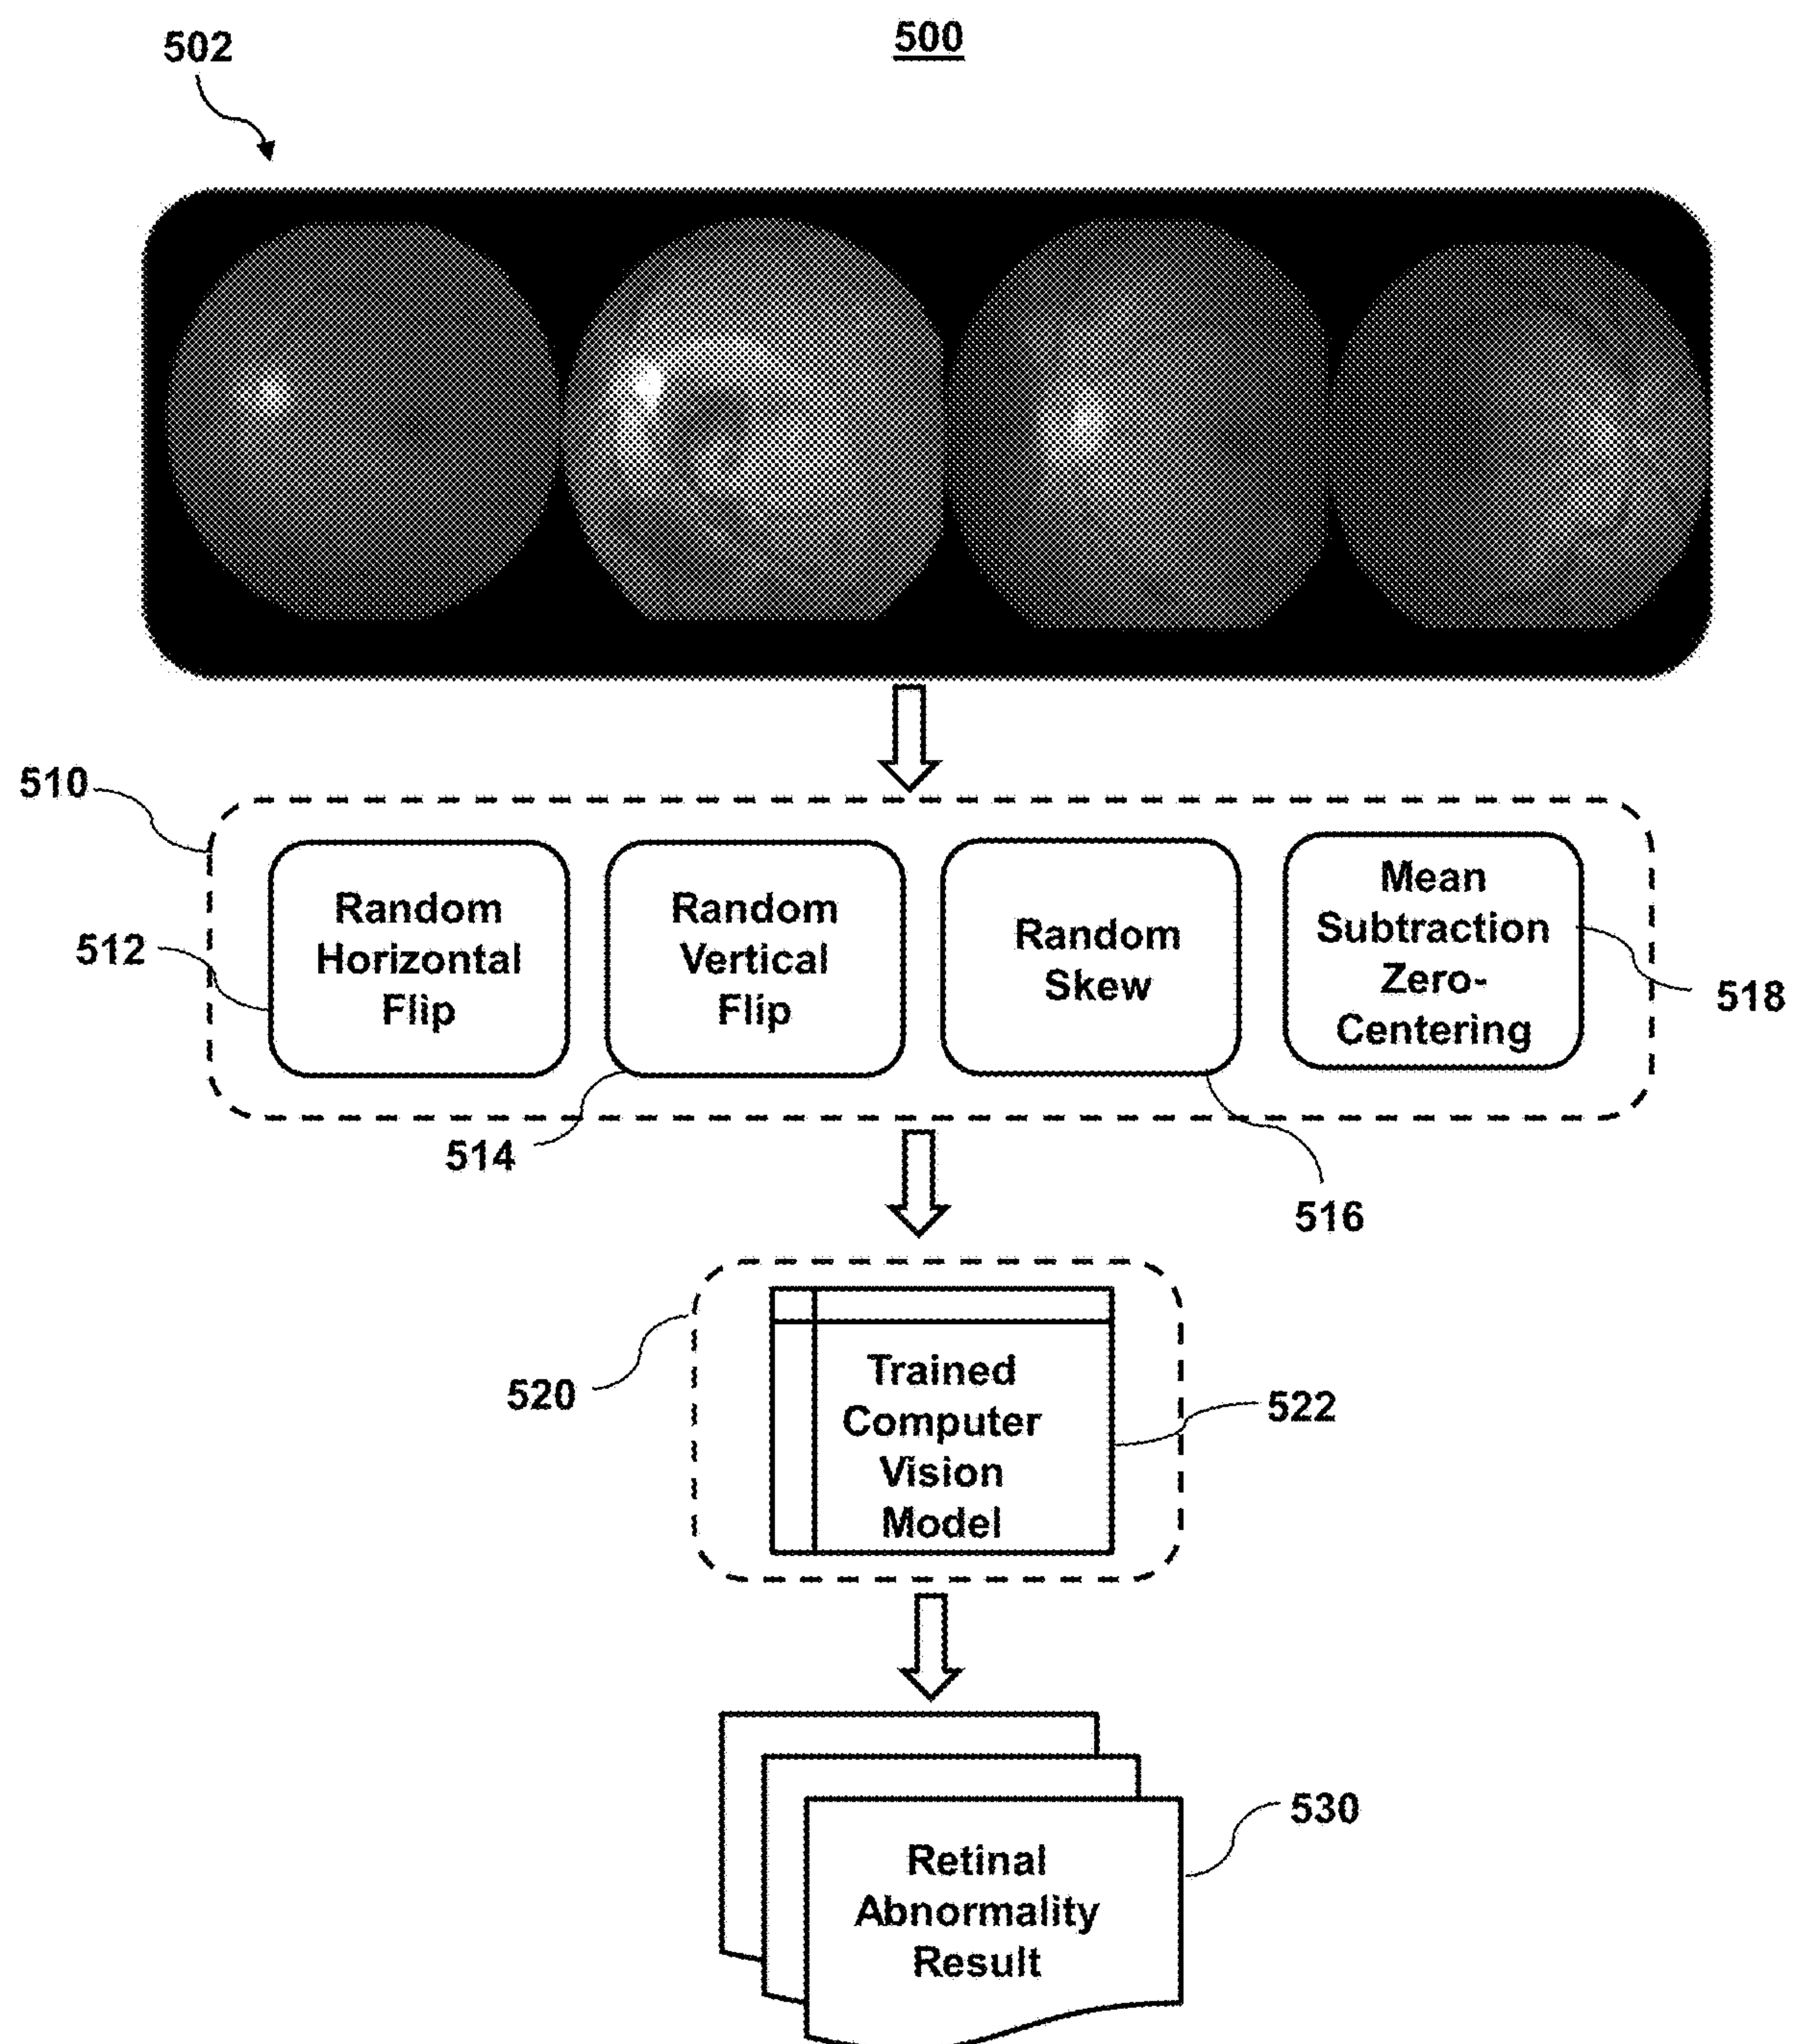 500
502
510
Random
Horizontal
Flip
512
Random
Vertical
Flip
514
Random
Skew
516
Mean
Subtraction
Zero-
Centering
518
520
Trained
Computer
Vision
Model
522
Retinal
Abnormality
Result
530